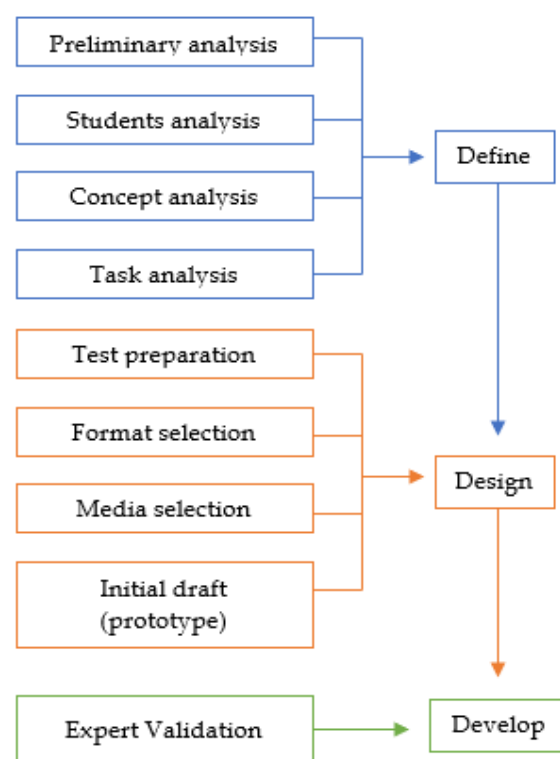 Preliminary analysis
Students analysis
Concept analysis
Task analysis
Define
Test preparation
Format selection
Media selection
Initial draft
(prototype)
Design
Expert Validation
Develop